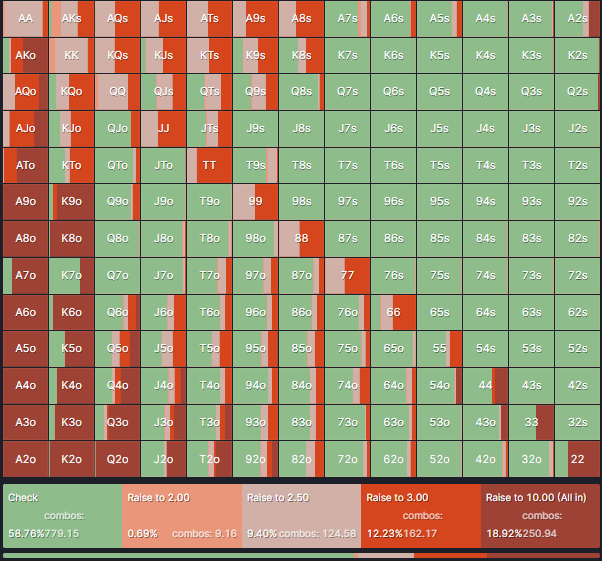 AA AKs AQs AJs ATs A9s A8s A7s A6s A5s A4s A3s A2s
AKo KK KQs KJs KTs K9s K8s K7s K6s K5s K4s K3s K2s
AQo KQo QQ QJs QTs Q9s Q8s Q7s Q6s Q5s Q4s Q3s Q2s
AJo KJo QJo JJ JTs J9s J8s J7s J6s J5s J4s J3s J2s
ATo KTo QTo JTo TT T9s T8s T7s T6s T5s T4s T3s T2s
A9o K9o Q9o J9o T9o 99 98s 97s 96s 95s 94s 93s 92s
A8o K8o Q8o J8o T8o 98o 88 87s 86s 85s 84s 83s 82s
A7o K7o Q7o J7o T7o 97o 87o 77 76s 75s 74s 73s 72s
A6o K6o Q6o J6o T6o 96o 86o 76o 66 65s 64s 63s 62s
A5o K5o Q5o J5o T5o 95o 85o 75o 65o 55 54s 53s 52s
A4o K4o Q4o J4o T4o 94o 84o 74o 64o 54o 44 43s 42s
A3o K3o Q3o J3o T3o 93o 83o 73o 63o 53o 43o 33 32s
A2o K2o Q2o J2o T2o 92o 82o 72o 62o 52o 42o 32o 22
Check Raise to 2.00 Raise to 2.50 Raise to 3.00 Raise to 10.00 (All in)
combos: combos: combos:
58.76%779.15 0.69% combos: 9.16 9.40% combos: 124.58 12.23%162.17 18.92%250.94